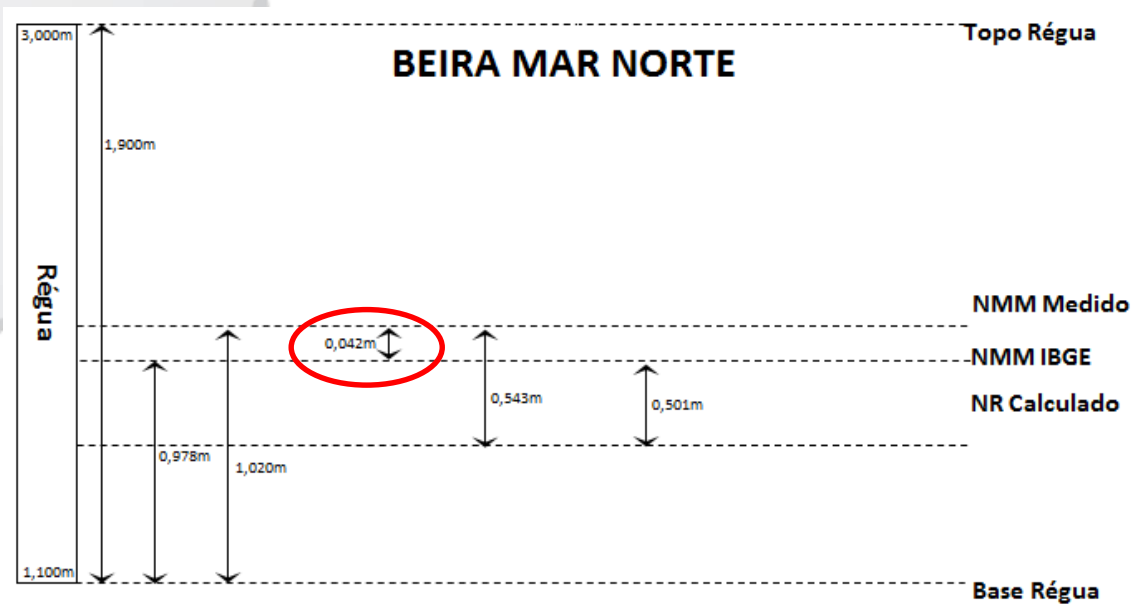 3,000m
Topo Régua
BEIRA MAR NORTE
1,900m
Régua
NMM Medido
0,042m
NMM IBGE
0,543m
0,501m
NR Calculado
0,978m
1,020m
1,100m
Base Régua